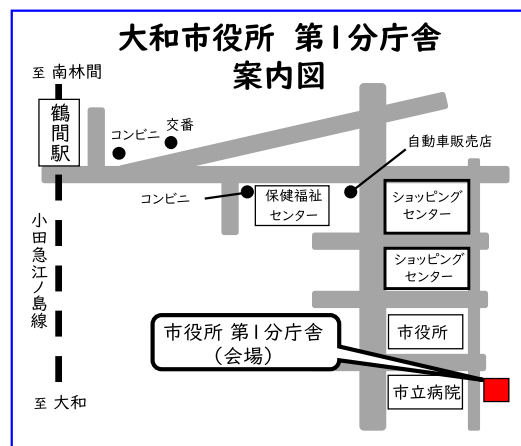 大和市役所 第1分庁舎
案内図
至 南林間
鶴間駅
コンビニ
交番
自動車販売店
コンビニ
保健福祉
センター
ショッピング
センター
小田急江ノ島線
ショッピング
センター
市役所 第1分庁舎
(会場)
市役所
市立病院
至 大和